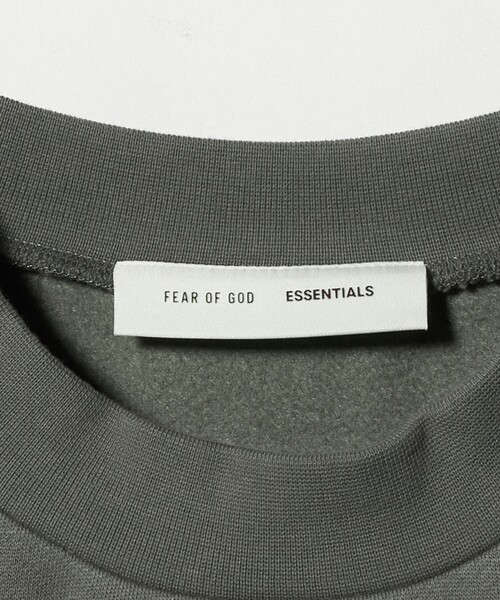 FEAR OF GOD ESSENTIALS